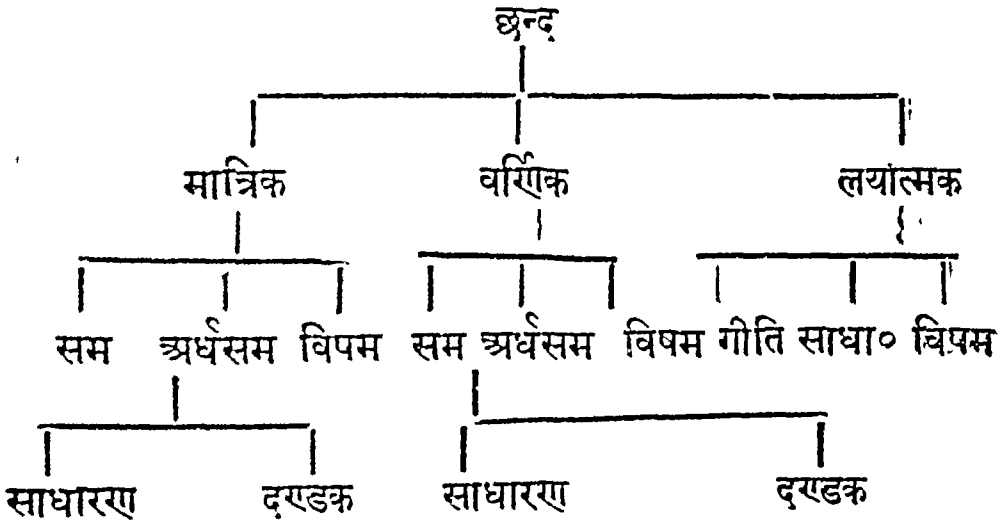 छन्द
मात्रिक वर्णिक लयात्मक
सम अर्धसम विषम सम अर्धसम विषम गीति साधा० विषम
साधारण दण्डक साधारण दण्डक